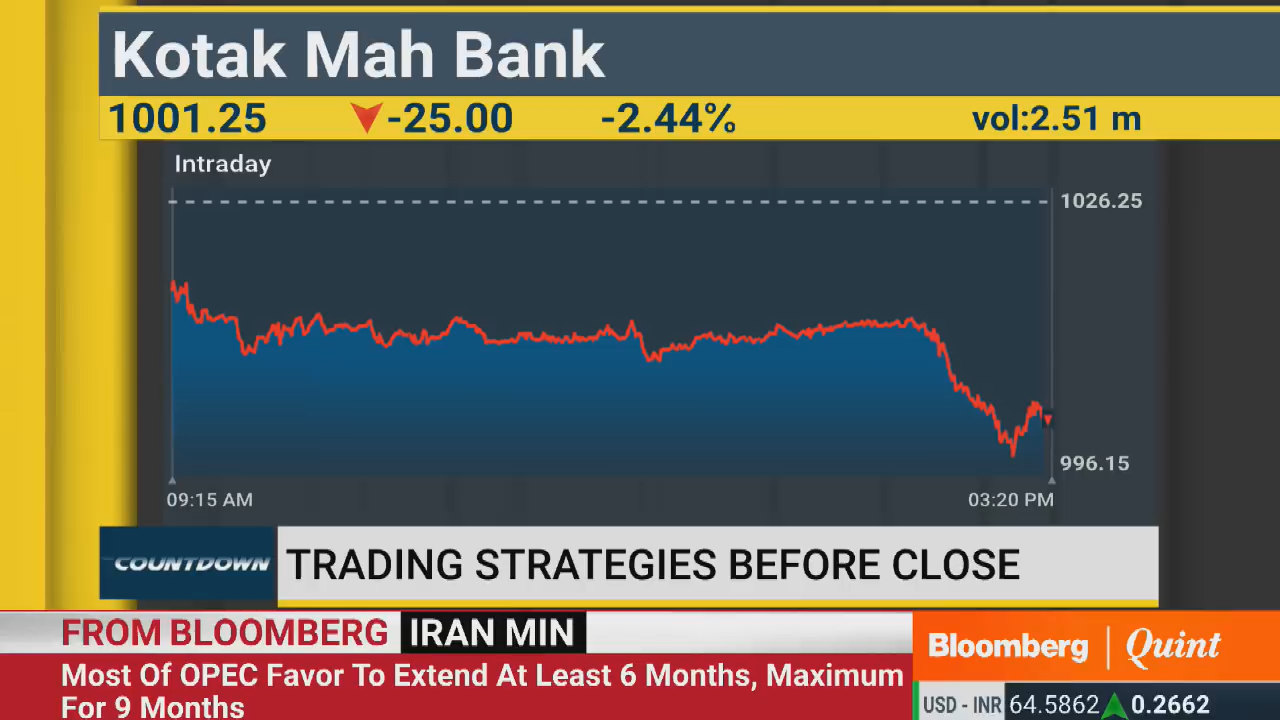 Kotak Mah Bank
1001.25 -25.00 -2.44% vol:2.51 m
Intraday
1026.25
996.15
09:15 AM 03:20 PM
COUNTDOWN TRADING STRATEGIES BEFORE CLOSE
FROM BLOOMBERG IRAN MIN
Most Of OPEC Favor To Extend At Least 6 Months, Maximum
For 9 Months
Bloomberg | Quint
USD - INR 64.5862 0.2662